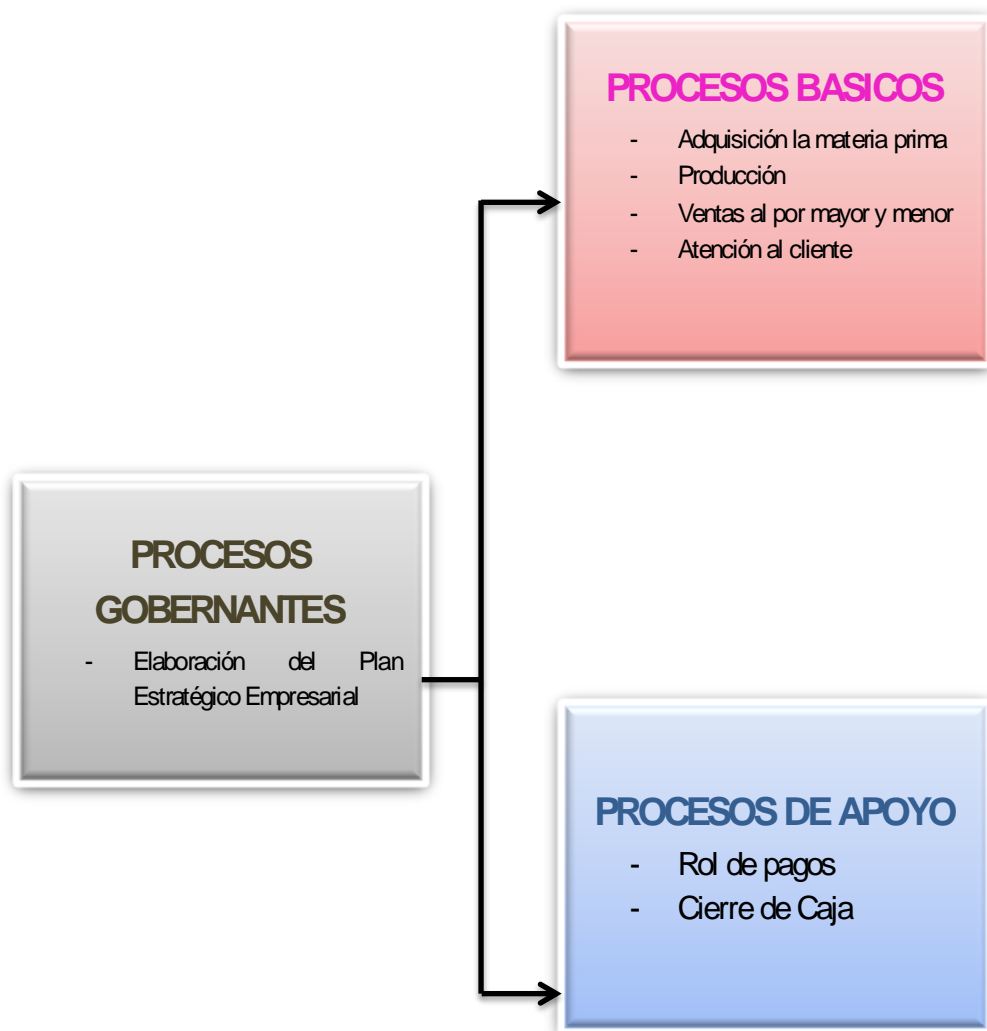 PROCESOS BASICOS
- Adquisición la materia prima
- Producción
- Ventas al por mayor y menor
- Atención al cliente
PROCESOS
GOBERNANTES
- Elaboración del Plan
Estratégico Empresarial
PROCESOS DE APOYO
- Rol de pagos
- Cierre de Caja